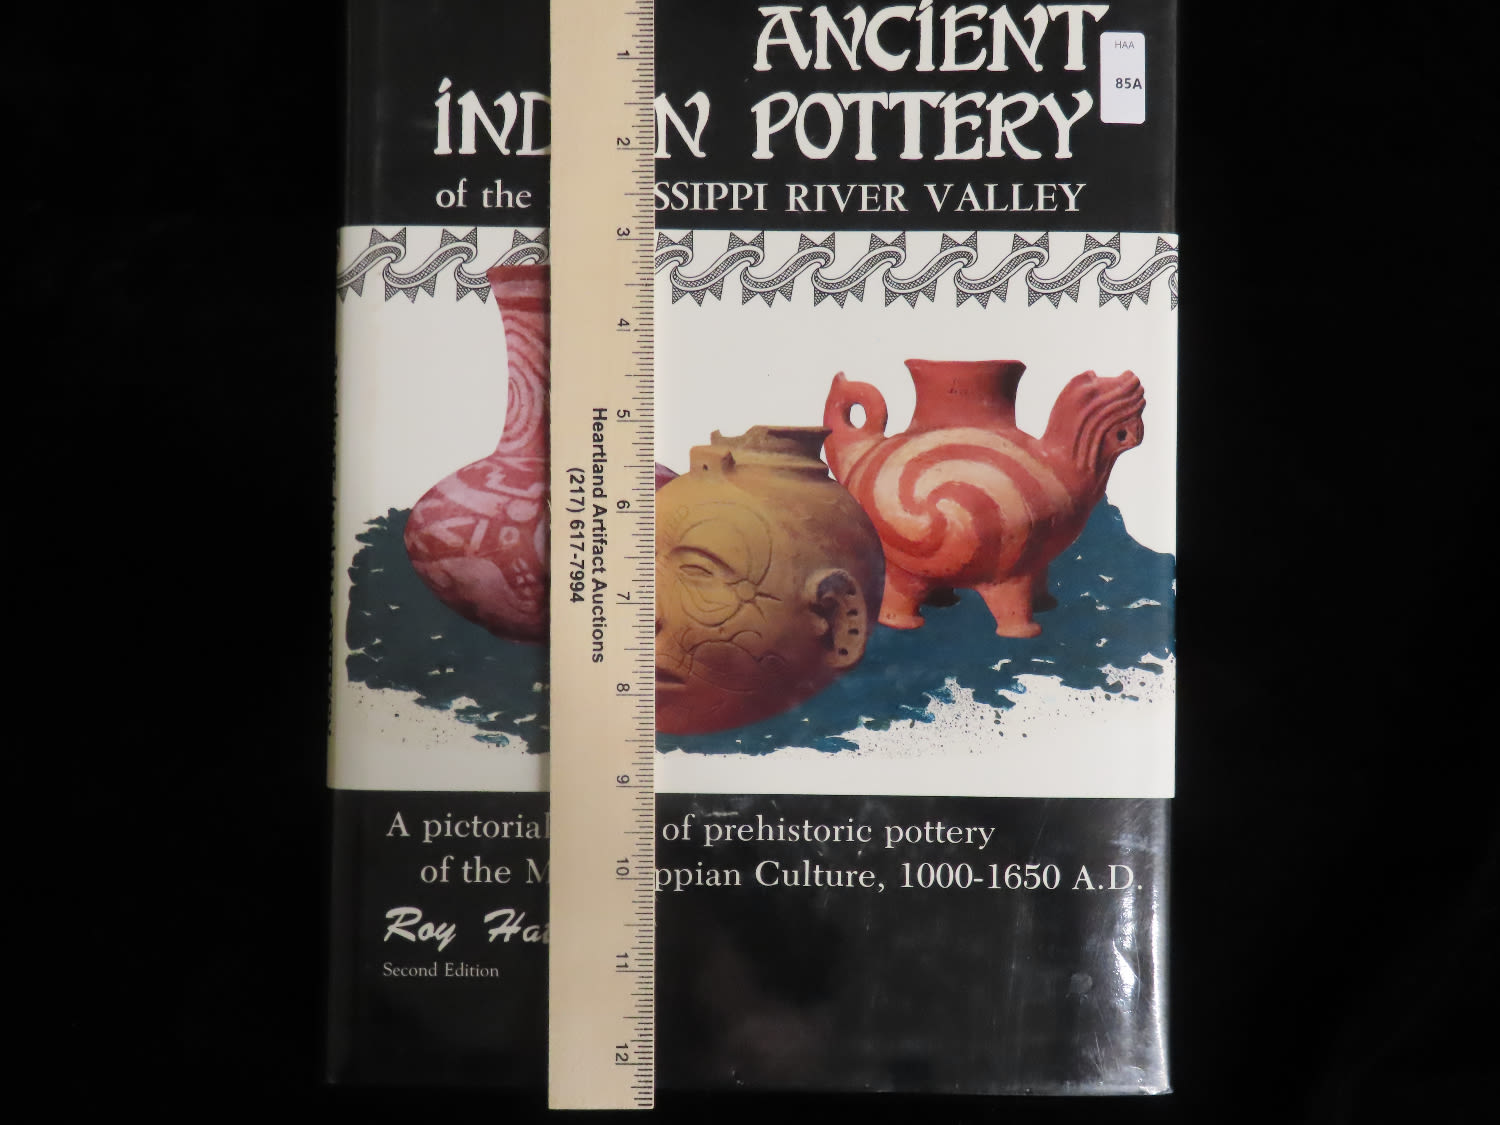 ANCIENT
HAA
85A
IND N POTTERY
of the SSIPPI RIVER VALLEY
1
2
3
4
5
6
7
8
9
10
11
12
Heartland Artifact Auctions
(217) 617-7994
A pictorial of prehistoric pottery
of the M ppian Culture, 1000-1650 A.D.
Roy Hat
Second Edition